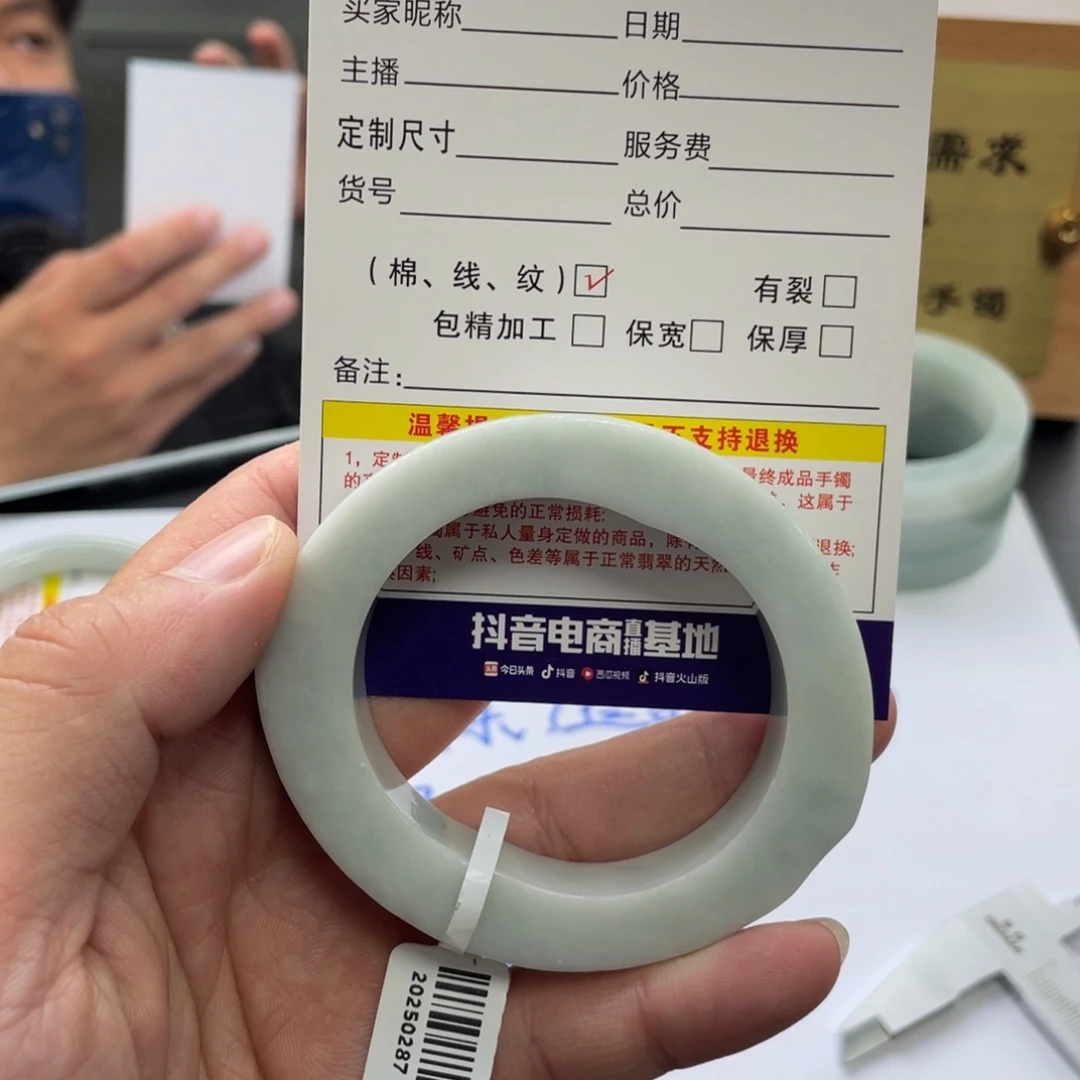 买家昵称 日期
主播 价格
定制尺寸 服务费
货号 总价
(棉、线、纹) 有裂
包精加工 保宽 保厚
备注:
温馨 不支持退换
1, 定 最终成品手镯
的 这属于
避免的正常损耗:
属于私人量身定做的商品, 除 退换;
线、矿点、色差等属于正常翡翠的天然
因素;
抖音电商直播基地
今日头条 抖音 西瓜视频 抖音火山版
20250287
需求
手镯